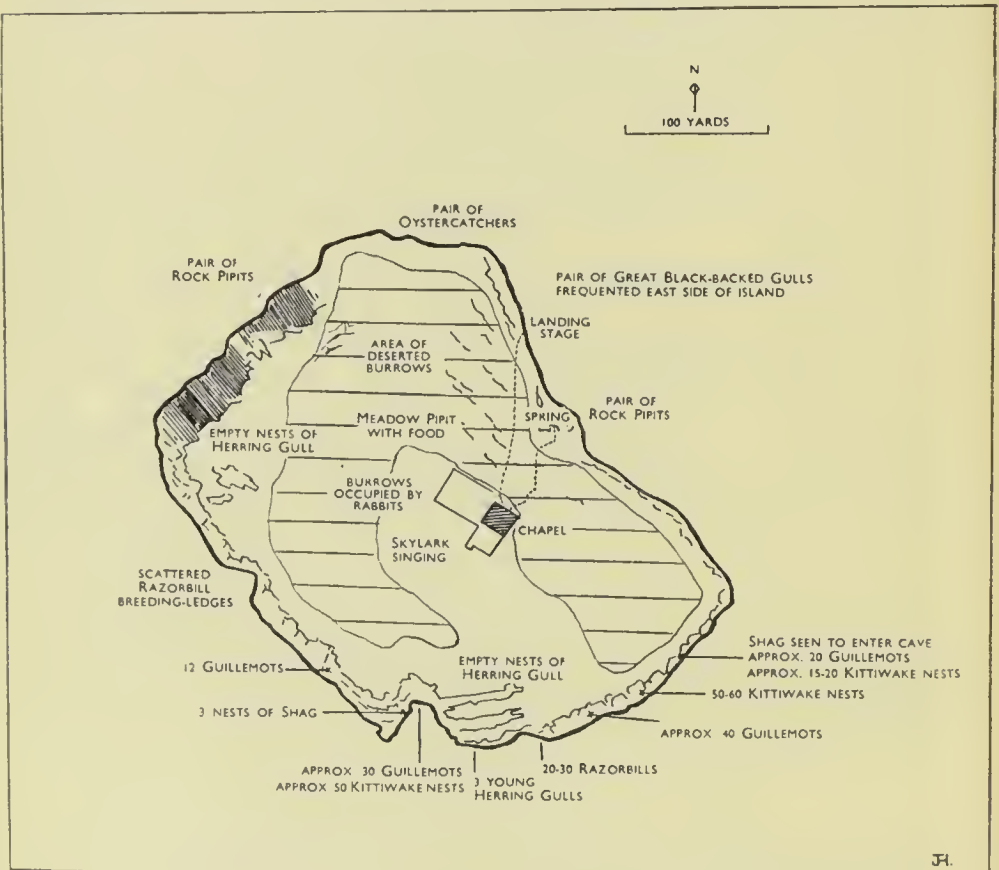 N
100 YARDS
PAIR OF
OYSTERCATCHERS
PAIR OF
ROCK PIPITS
PAIR OF GREAT BLACK-BACKED GULLS
FREQUENTED EAST SIDE OF ISLAND
LANDING
STAGE
AREA OF
DESERTED
BURROWS
PAIR OF
ROCK PIPITS
SPRING
MEADOW PIPIT
WITH FOOD
EMPTY NESTS OF
HERRING GULL
BURROWS
OCCUPIED BY
RABBITS
CHAPEL
SKYLARK
SINGING
SCATTERED
RAZORBILL
BREEDING-LEDGES
SHAG SEEN TO ENTER CAVE
APPROX. 20 GUILLEMOTS
APPROX. 15-20 KITTIWAKE NESTS
12 GUILLEMOTS
EMPTY NESTS OF
HERRING GULL
50-60 KITTIWAKE NESTS
3 NESTS OF SHAG
APPROX 40 GUILLEMOTS
APPROX 30 GUILLEMOTS
APPROX 50 KITTIWAKE NESTS
3 YOUNG
HERRING GULLS
20-30 RAZORBILLS
JH.